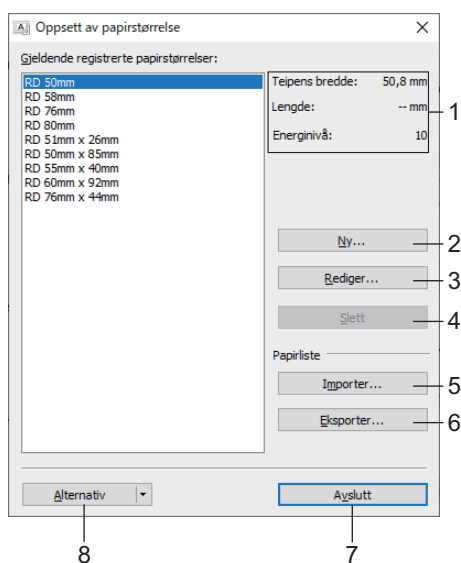 Oppsett av papirstørrelse
Gjeldende registrerte papirstørrelser:
RD 50mm
RD 58mm
RD 76mm
RD 80mm
RD 51mm x 26mm
RD 50mm x 85mm
RD 55mm x 40mm
RD 60mm x 92mm
RD 76mm x 44mm
Teipens bredde: 50,8 mm
Lengde: -- mm
Energinivå: 10
1
Ny... 2
Rediger... 3
Slett 4
Papirliste
Importer... 5
Eksporter... 6
Alternativ
Avslutt
8
7